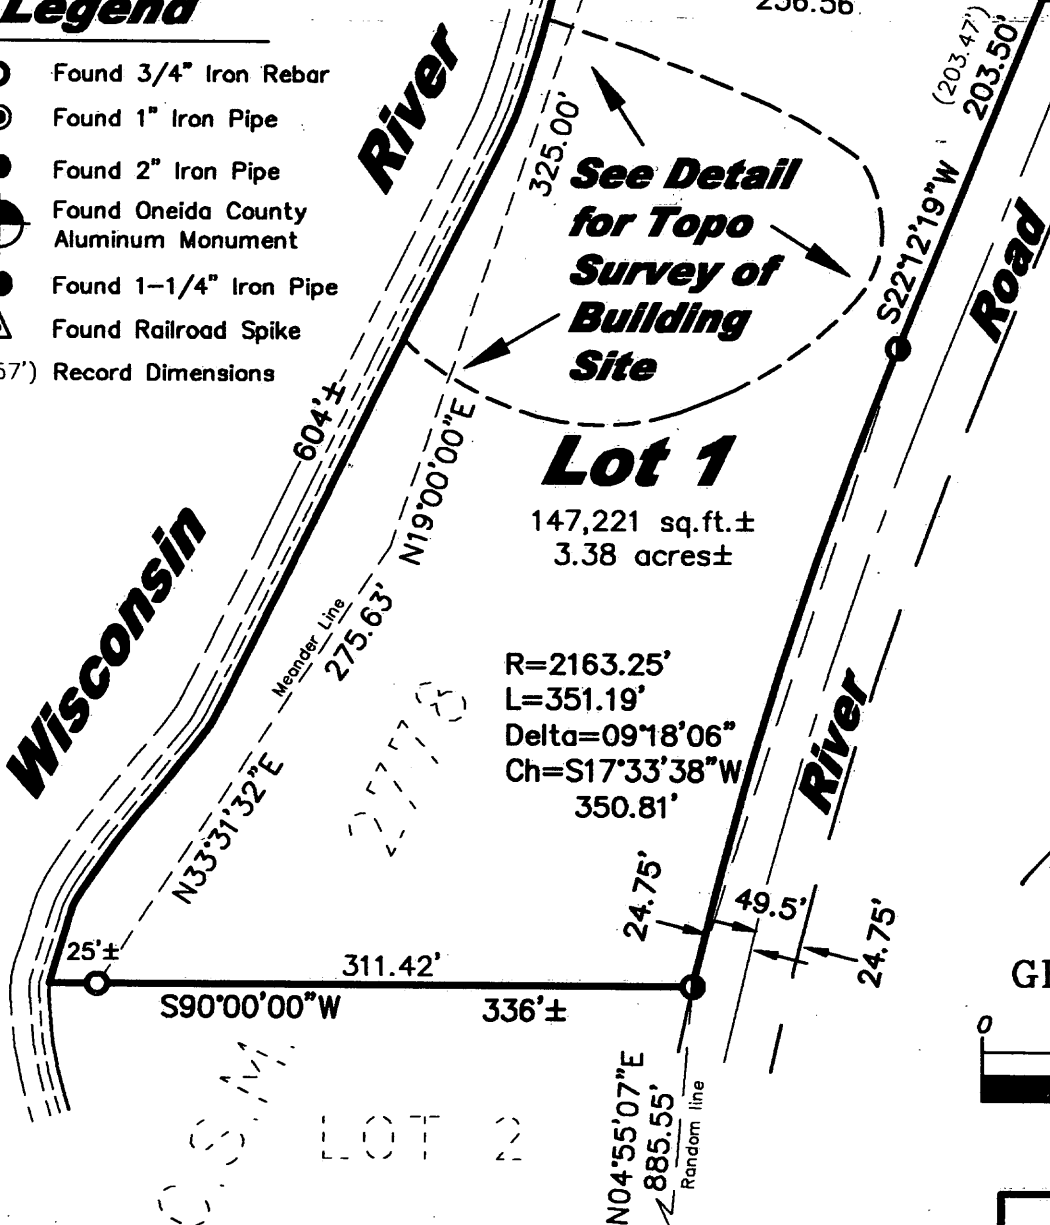 Legend
Found 3/4" Iron Rebar
Found 1" Iron Pipe
Found 2" Iron Pipe
Found Oneida County
Aluminum Monument
Found 1-1/4" Iron Pipe
Found Railroad Spike
67') Record Dimensions
River
Wisconsin
604'±
325.00'
N19°00'00"E
Meander Line
275.63'
N33°31'32"E
See Detail
for Topo
Survey of
Building
Site
(203.47')
203.50'
S22°12'19"W
Road
River
Lot 1
147,221 sq.ft.±
3.38 acres±
R=2163.25'
L=351.19'
Delta=09°18'06"
Ch=S17°33'38"W
350.81'
2778
24.75'
49.5'
24.75'
25'±
311.42'
S90°00'00"W
336'±
C.S.M.
LOT 2
N04°55'07"E
885.55'
Random line
0